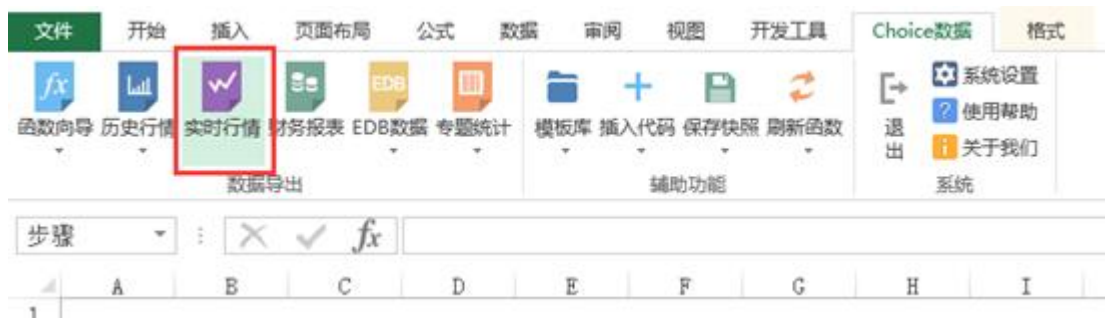 文件 开始 插入 页面布局 公式 数据 审阅 视图 开发工具 Choice数据 格式
fx EDB
函数向导 历史行情 实时行情 财务报表 EDB数据 专题统计 模板库 插入代码 保存快照 刷新函数 退出 系统设置
使用帮助
关于我们
数据导出 辅助功能 系统
步骤 fx
A B C D E F G H I
1